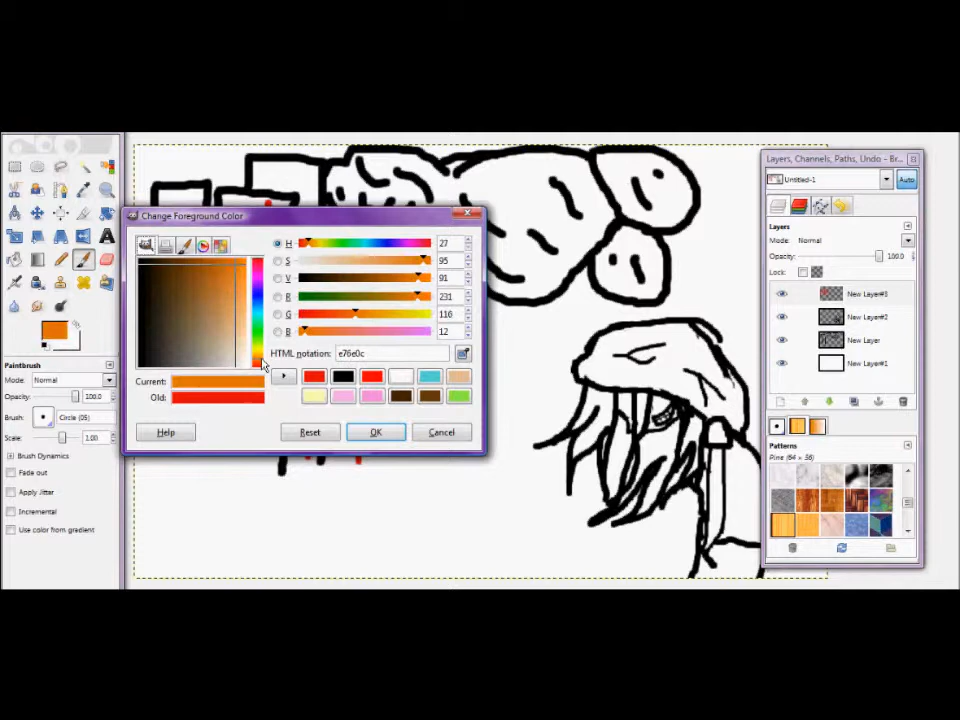 Layers, Channels, Paths, Undo - Br...
Untitled-1
Auto
Mode: Normal
Opacity: 100.0
Lock:
New Layer#3
New Layer#2
New Layer
New Layer#1
Patterns
Pine (64 × 56)
Change Foreground Color
H 27
S 95
V 91
R 231
G 116
B 12
HTML notation: e76e0c
Current:
Old:
Help
Reset
OK
Cancel
Paintbrush
Mode: Normal
Opacity: 100.0
Brush: Circle (05)
Scale: 1.00
Brush Dynamics
Fade out
Apply Jitter
Incremental
Use color from gradient